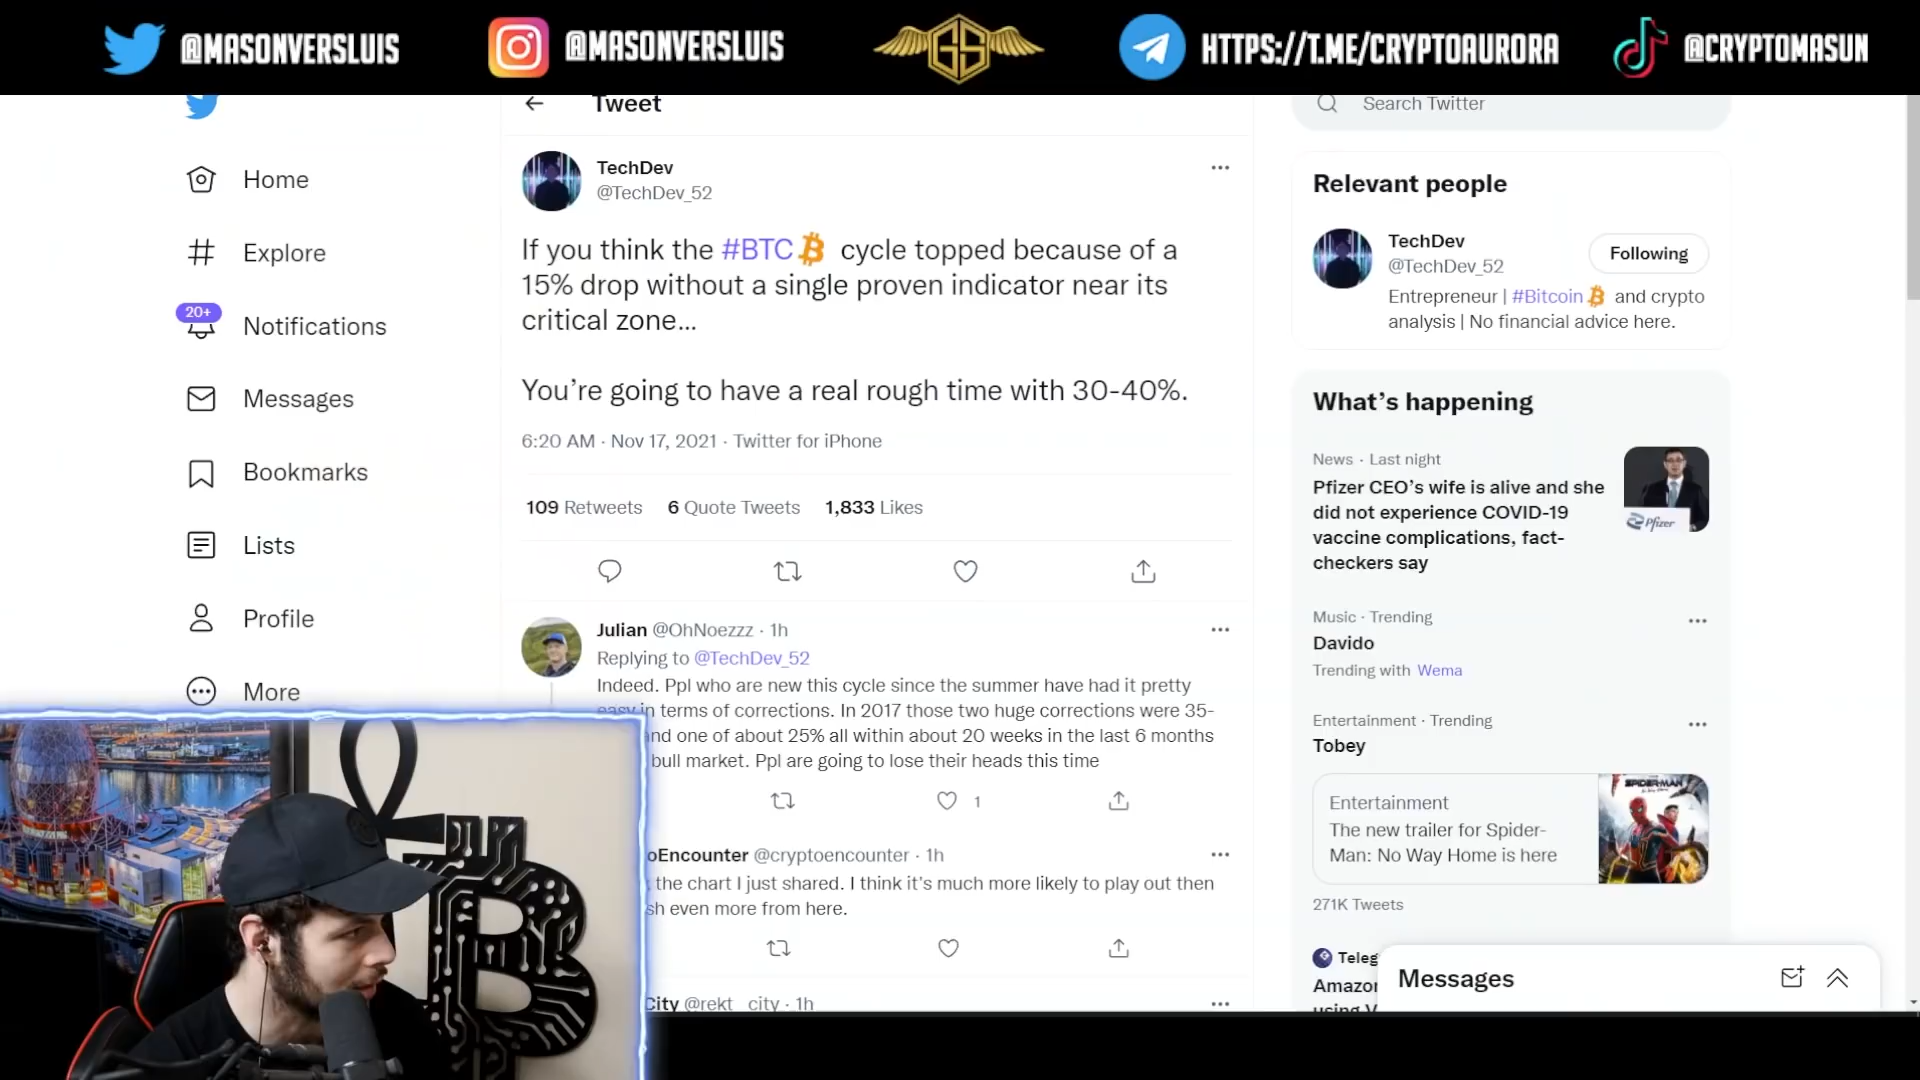 @MASONVERSLUIS
@MASONVERSLUIS
GS
HTTPS://T.ME/CRYPTOAURORA
@CRYPTOMASUN
Home
Explore
20+
Notifications
Messages
Bookmarks
Lists
Profile
More
Tweet
TechDev
@TechDev_52
If you think the #BTC cycle topped because of a
15% drop without a single proven indicator near its
critical zone...
You're going to have a real rough time with 30-40%.
6:20 AM · Nov 17, 2021 · Twitter for iPhone
109 Retweets 6 Quote Tweets 1,833 Likes
Julian @OhNoezzz · 1h
Replying to @TechDev_52
Indeed. Ppl who are new this cycle since the summer have had it pretty
easy in terms of corrections. In 2017 those two huge corrections were 35-
and one of about 25% all within about 20 weeks in the last 6 months
bull market. Ppl are going to lose their heads this time
1
oEncounter @cryptoencounter · 1h
the chart I just shared. I think it's much more likely to play out then
sh even more from here.
City @rekt_city · 1h
Search Twitter
Relevant people
TechDev
@TechDev_52
Following
Entrepreneur | #Bitcoin and crypto
analysis | No financial advice here.
What's happening
News · Last night
Pfizer CEO's wife is alive and she
did not experience COVID-19
vaccine complications, fact-
checkers say
Pfizer
Music · Trending
Davido
Trending with Wema
Entertainment · Trending
Tobey
Entertainment
The new trailer for Spider-
Man: No Way Home is here
SPIDER-MAN
271K Tweets
Teleg
Amazon
using V
Messages